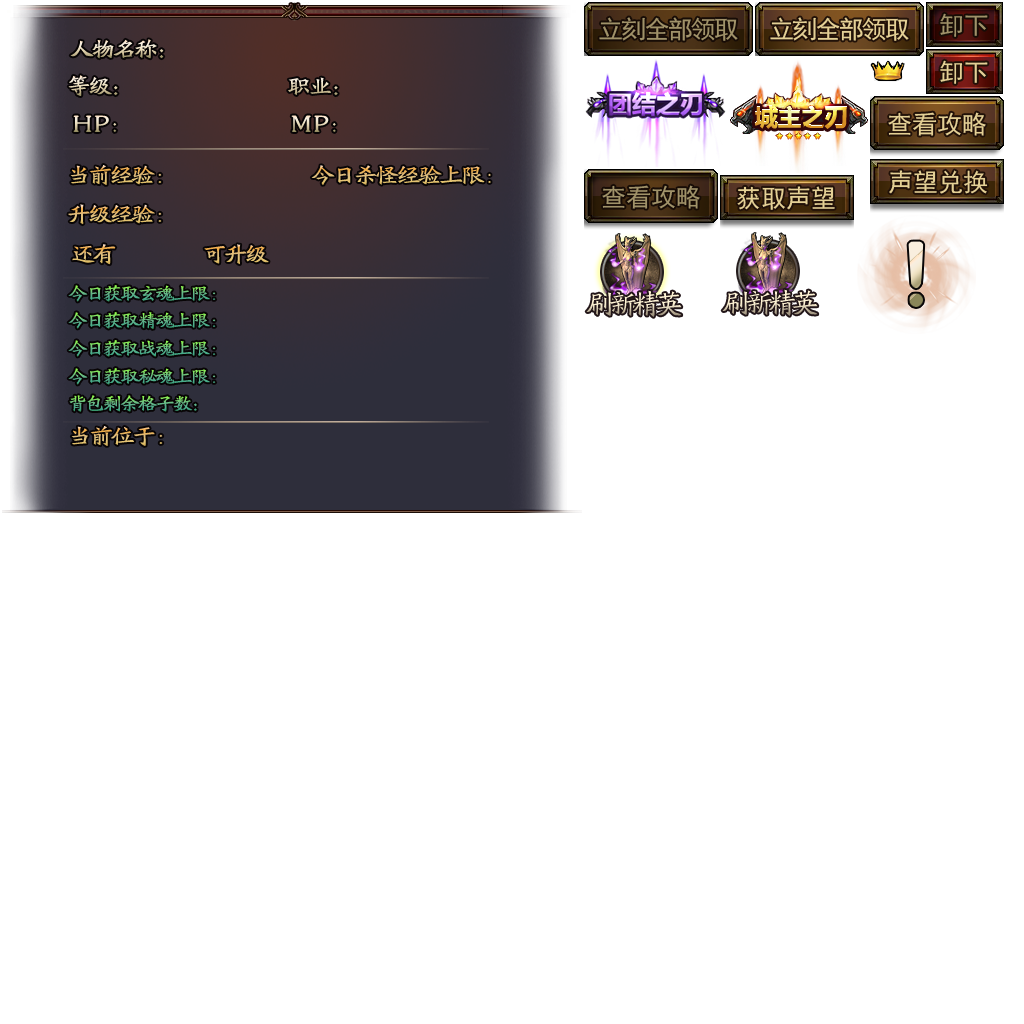 人物名称:
等级:
职业:
HP:
MP:
当前经验:
今日杀怪经验上限:
升级经验:
还有
可升级
今日获取玄魂上限:
今日获取精魂上限:
今日获取战魂上限:
今日获取秘魂上限:
背包剩余格子数:
当前位于:
立刻全部领取
立刻全部领取
卸下
卸下
团结之刃
城主之刃
查看攻略
查看攻略
获取声望
声望兑换
刷新精英
刷新精英
!